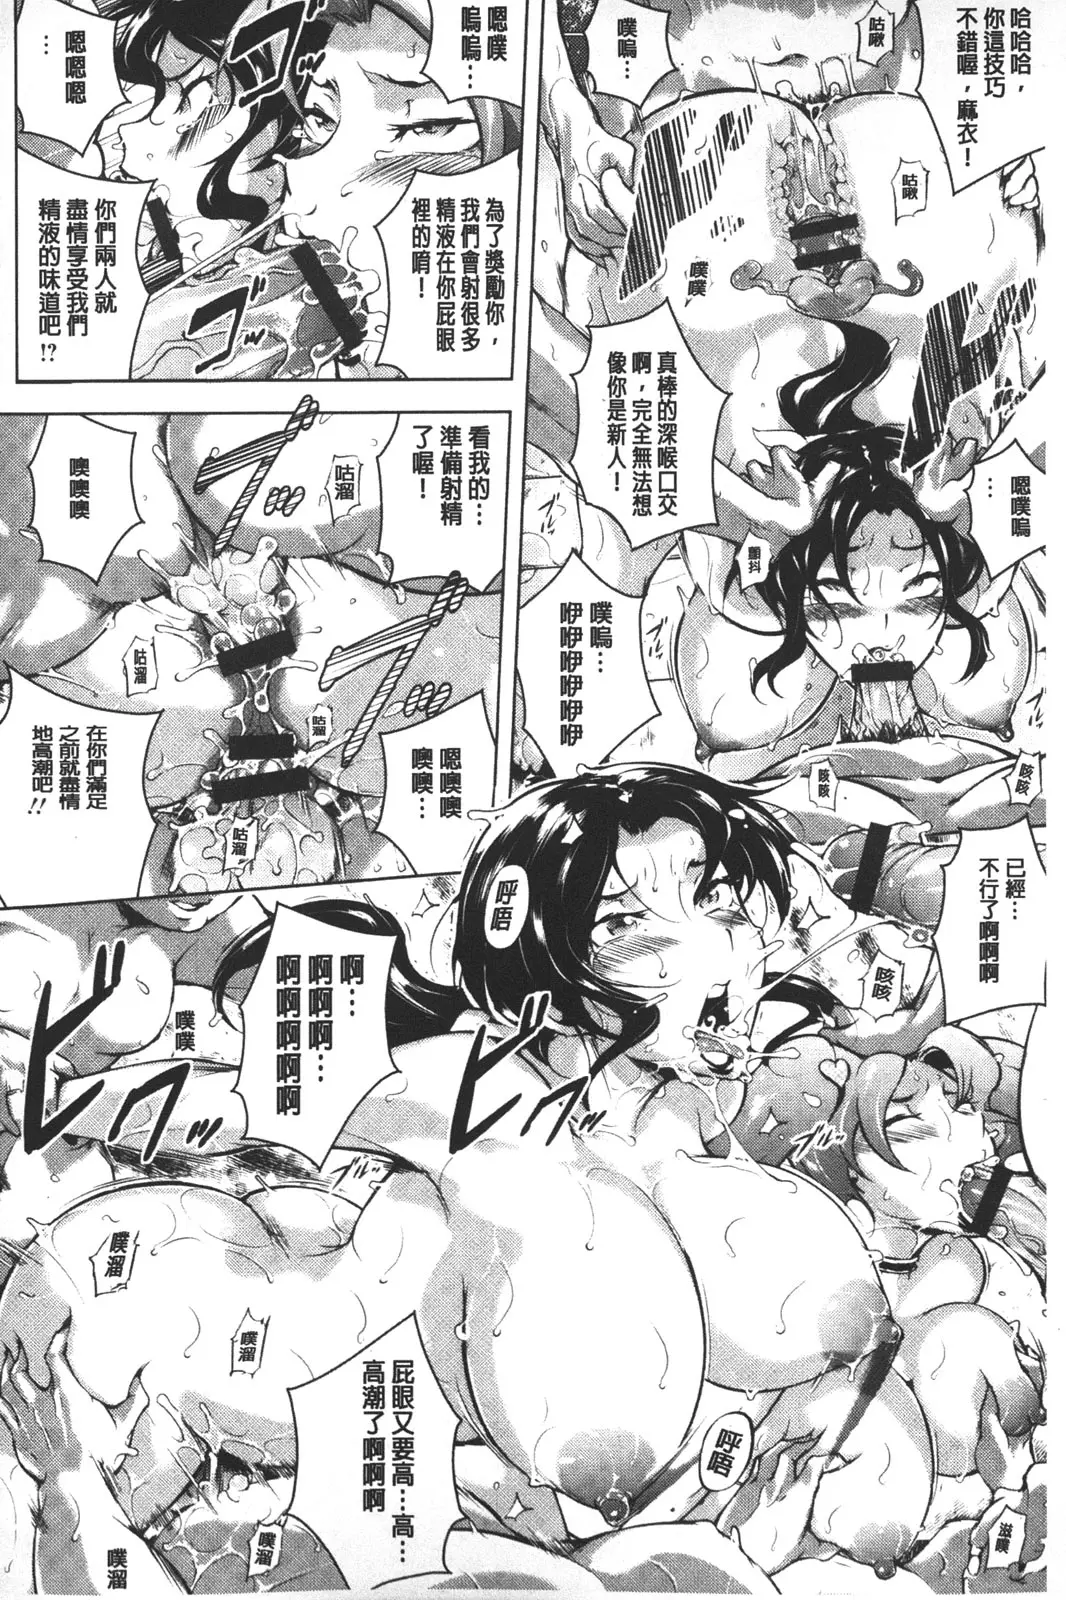 哈哈哈，
你這技巧
不錯喔，麻衣！
咕啾
噗嗚…
咕啾
噗噗
真棒的深喉口交
啊，完全無法想
像你是新人！
嗯噗嗚
…
顫抖
噗嗚…
咿咿咿咿咿咿
嗯噗
嗚嗚…
嗯嗯
為了獎勵你，
我們會射很多
精液在你屁眼
裡的唷！
你們兩人就
盡情享受我們
精液的味道吧!?
看我的…
準備射精
了喔！
咕溜
噢噢噢
咕溜
咕溜
嗯噢噢
噢噢…
咕溜
在你們滿足
之前就盡情
地高潮吧!!
咳咳
咳咳
已經…
不行了啊啊啊
呼唔
咳咳
啊…
啊啊啊…
啊啊啊啊啊
噗噗
ビク
ビク
噗溜
噗溜
屁眼又要高…高…
高潮了啊啊啊
呼唔
噗溜
噗溜
滋噗